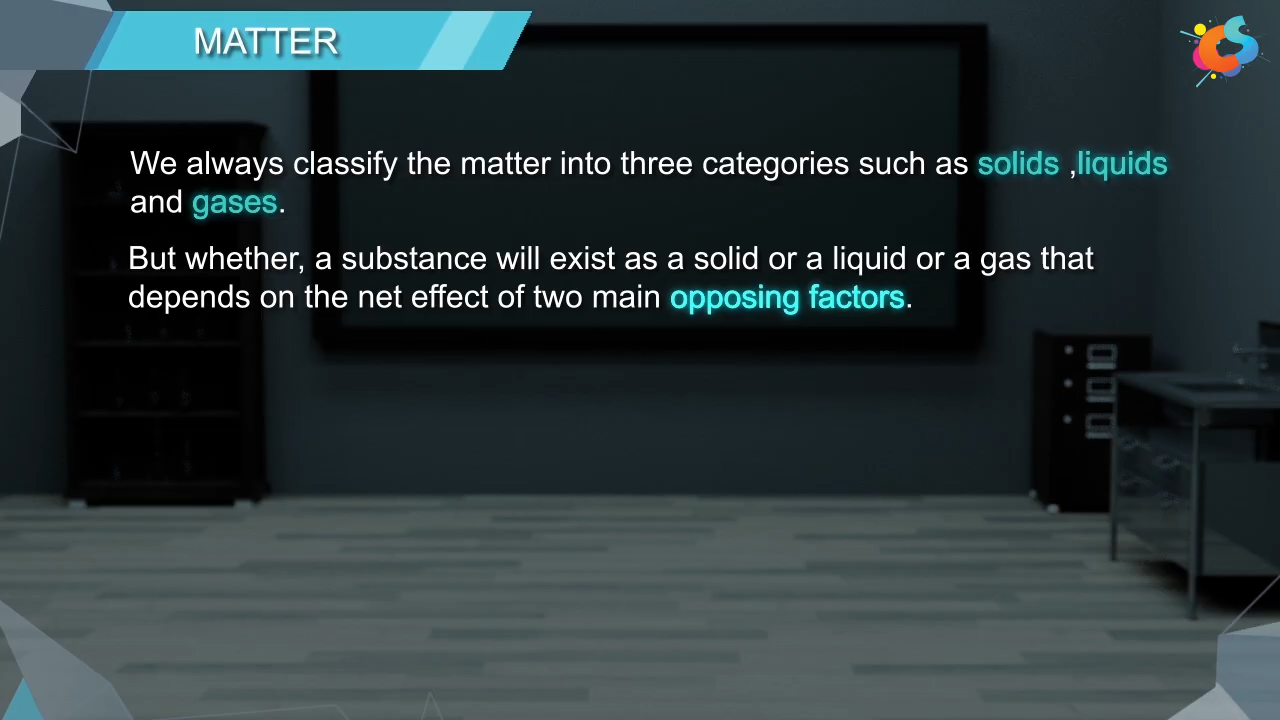 MATTER
We always classify the matter into three categories such as solids ,liquids
and gases.
But whether, a substance will exist as a solid or a liquid or a gas that
depends on the net effect of two main opposing factors.